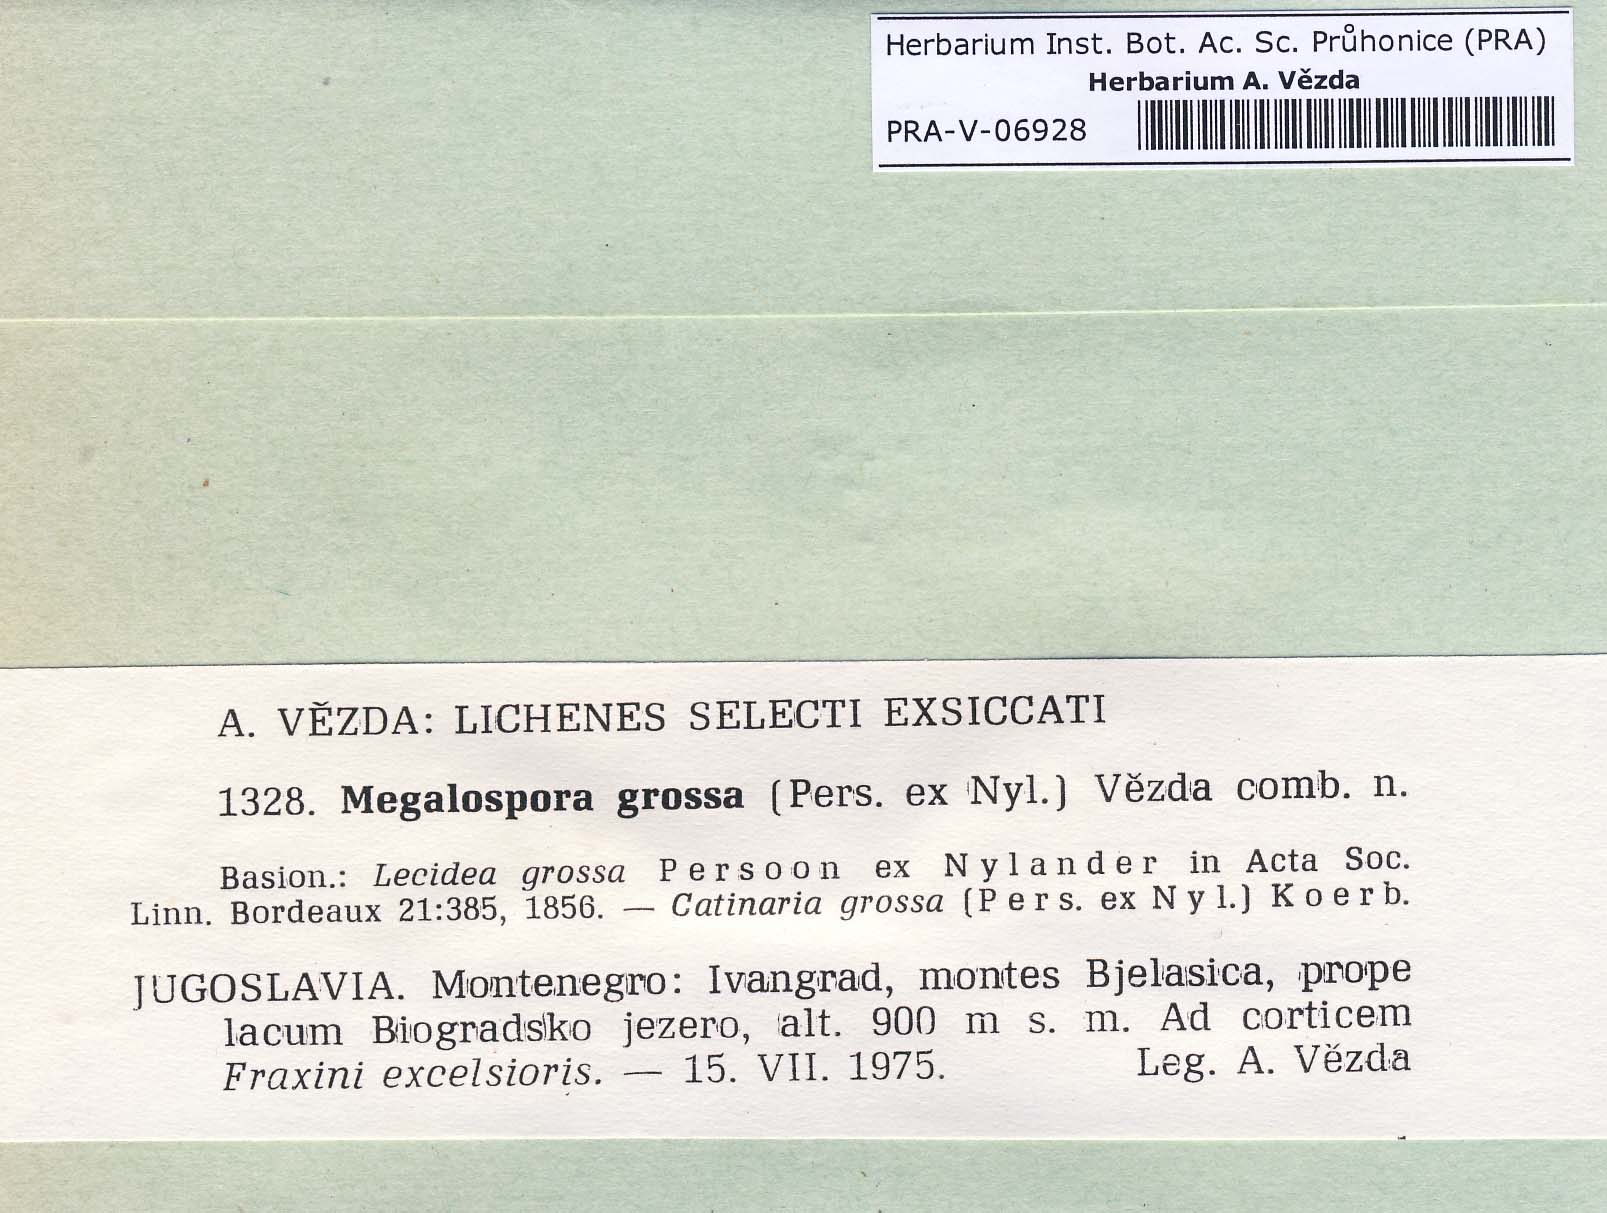 Herbarium Inst. Bot. Ac. Sc. Průhonice (PRA)
Herbarium A. Vězda
PRA-V-06928
A. VĚZDA: LICHENES SELECTI EXSICCATI
1328. Megalospora grossa (Pers. ex Nyl.) Vězda comb. n.
Basion.: Lecidea grossa Persoon ex Nylander in Acta Soc.
Linn. Bordeaux 21:385, 1856. — Catinaria grossa (Pers. ex Nyl.) Koerb.
JUGOSLAVIA. Montenegro: Ivangrad, montes Bjelasica, prope
lacum Biogradsko jezero, alt. 900 m s. m. Ad corticem
Fraxini excelsioris. — 15. VII. 1975. Leg. A. Vězda